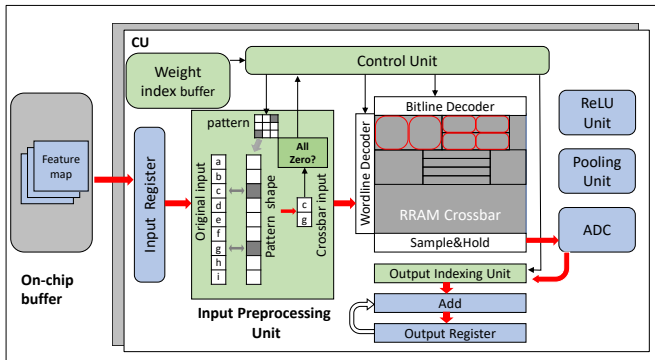 CU
Weight
index buffer
Control Unit
On-chip
buffer
Feature
map
Input Register
pattern
Original input
a
b
c
d
e
f
g
h
i
Pattern shape
All
Zero?
c
g
Crossbar input
Input Preprocessing
Unit
Wordline Decoder
Bitline Decoder
RRAM Crossbar
Sample&Hold
ReLU
Unit
Pooling
Unit
ADC
Output Indexing Unit
Add
Output Register